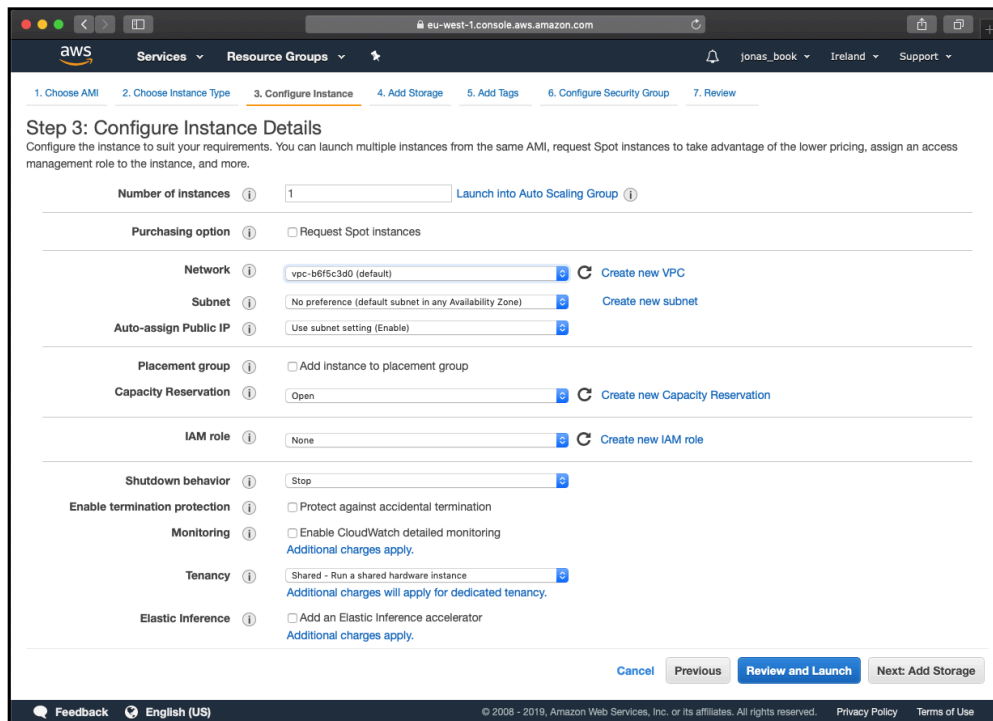 eu-west-1.console.aws.amazon.com
aws Services Resource Groups jonas_book Ireland Support
1. Choose AMI 2. Choose Instance Type 3. Configure Instance 4. Add Storage 5. Add Tags 6. Configure Security Group 7. Review
Step 3: Configure Instance Details
Configure the instance to suit your requirements. You can launch multiple instances from the same AMI, request Spot instances to take advantage of the lower pricing, assign an access
management role to the instance, and more.
Number of instances i 1 Launch into Auto Scaling Group i
Purchasing option i Request Spot instances
Network i vpc-b6f5c3d0 (default) Create new VPC
Subnet i No preference (default subnet in any Availability Zone) Create new subnet
Auto-assign Public IP i Use subnet setting (Enable)
Placement group i Add instance to placement group
Capacity Reservation i Open Create new Capacity Reservation
IAM role i None Create new IAM role
Shutdown behavior i Stop
Enable termination protection i Protect against accidental termination
Monitoring i Enable CloudWatch detailed monitoring
Additional charges apply.
Tenancy i Shared - Run a shared hardware instance
Additional charges will apply for dedicated tenancy.
Elastic Inference i Add an Elastic Inference accelerator
Additional charges apply.
Cancel Previous Review and Launch Next: Add Storage
Feedback English (US) © 2008 - 2019, Amazon Web Services, Inc. or its affiliates. All rights reserved. Privacy Policy Terms of Use